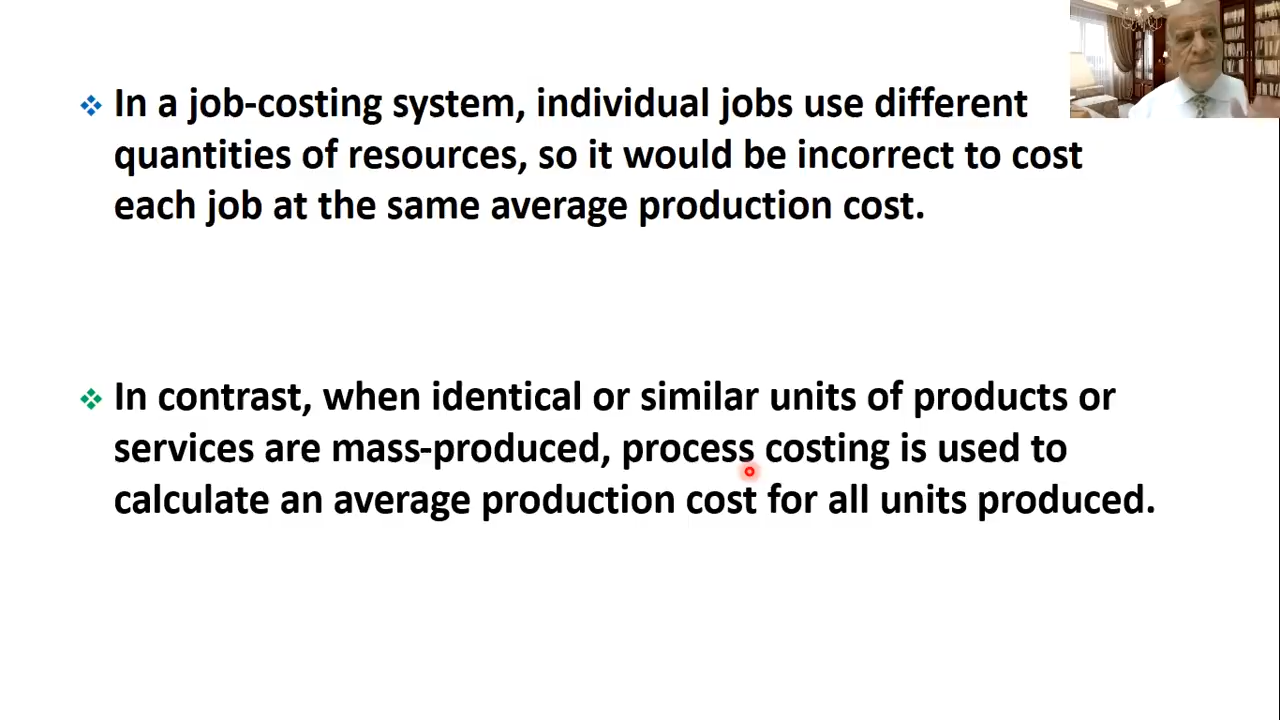 In a job-costing system, individual jobs use different
quantities of resources, so it would be incorrect to cost
each job at the same average production cost.
In contrast, when identical or similar units of products or
services are mass-produced, process costing is used to
calculate an average production cost for all units produced.